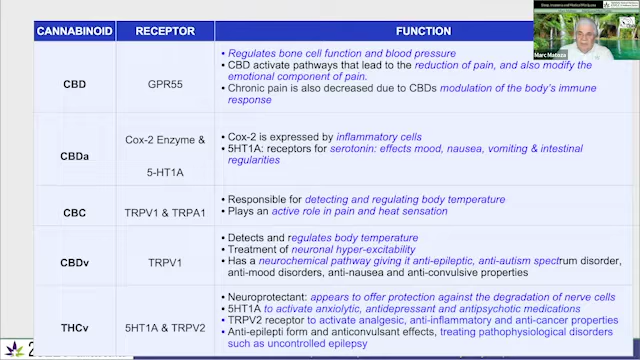 CANNABINOID RECEPTOR FUNCTION
CBD
GPR55
• Regulates bone cell function and blood pressure
• CBD activate pathways that lead to the reduction of pain, and also modify the
emotional component of pain.
• Chronic pain is also decreased due to CBDs modulation of the body's immune
response
CBDa
Cox-2 Enzyme &
5-HT1A
• Cox-2 is expressed by inflammatory cells
• 5HT1A: receptors for serotonin: effects mood, nausea, vomiting & intestinal
regularities
CBC
TRPV1 & TRPA1
• Responsible for detecting and regulating body temperature
• Plays an active role in pain and heat sensation
CBDv
TRPV1
• Detects and regulates body temperature
• Treatment of neuronal hyper-excitability
• Has a neurochemical pathway giving it anti-epileptic, anti-autism spectrum disorder,
anti-mood disorders, anti-nausea and anti-convulsive properties
THCv
5HT1A & TRPV2
• Neuroprotectant: appears to offer protection against the degradation of nerve cells
• 5HT1A to activate anxiolytic, antidepressant and antipsychotic medications
• TRPV2 receptor to activate analgesic, anti-inflammatory and anti-cancer properties
• Anti-epilepti form and anticonvulsant effects, treating pathophysiological disorders
such as uncontrolled epilepsy
Marc Matoza